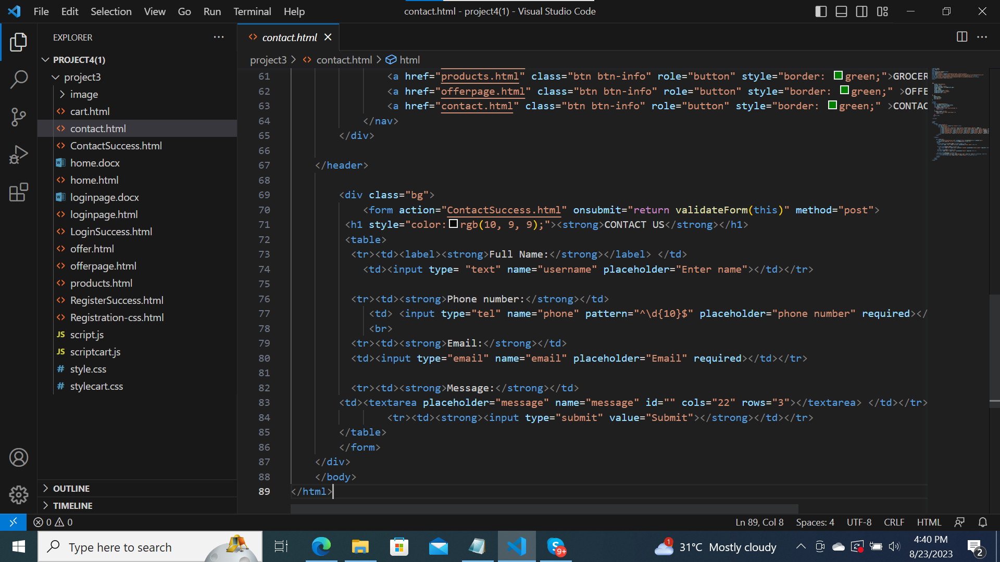 File Edit Selection View Go Run Terminal Help
contact.html - project4(1) - Visual Studio Code
EXPLORER
PROJECT4(1)
project3
image
cart.html
contact.html
ContactSuccess.html
home.docx
home.html
loginpage.docx
loginpage.html
LoginSuccess.html
offer.html
offerpage.html
products.html
RegisterSuccess.html
Registration-css.html
JS script.js
JS scriptcart.js
# style.css
# stylecart.css
OUTLINE
TIMELINE
contact.html
project3 > contact.html > html
61 <a href="products.html" class="btn btn-info" role="button" style="border: green;">GROCER
62 <a href="offerpage.html" class="btn btn-info" role="button" style="border: green;" >OFFE
63 <a href="contact.html" class="btn btn-info" role="button" style="border: green;" >CONTAC
64 </nav>
65 </div>
66
67 </header>
68
69 <div class="bg">
70 <form action="ContactSuccess.html" onsubmit="return validateForm(this)" method="post">
71 <h1 style="color: rgb(10, 9, 9);"><strong>CONTACT US</strong></h1>
72 <table>
73 <tr><td><label><strong>Full Name:</strong></label> </td>
74 <td><input type= "text" name="username" placeholder="Enter name"></td></tr>
75
76 <tr><td><strong>Phone number:</strong></td>
77 <td> <input type="tel" name="phone" pattern="^\d{10}$" placeholder="phone number" required></
78 <br>
79 <tr><td><strong>Email:</strong></td>
80 <td><input type="email" name="email" placeholder="Email" required></td></tr>
81
82 <tr><td><strong>Message:</strong></td>
83 <td><textarea placeholder="message" name="message" id="" cols="22" rows="3"></textarea> </td></tr>
84 <tr><td><strong><input type="submit" value="Submit"></strong></td></tr>
85 </table>
86 </form>
87 </div>
88 </body>
89 </html>
0 0
Ln 89, Col 8 Spaces: 4 UTF-8 CRLF HTML
Type here to search
9+
1
31°C Mostly cloudy
4:40 PM
8/23/2023
2